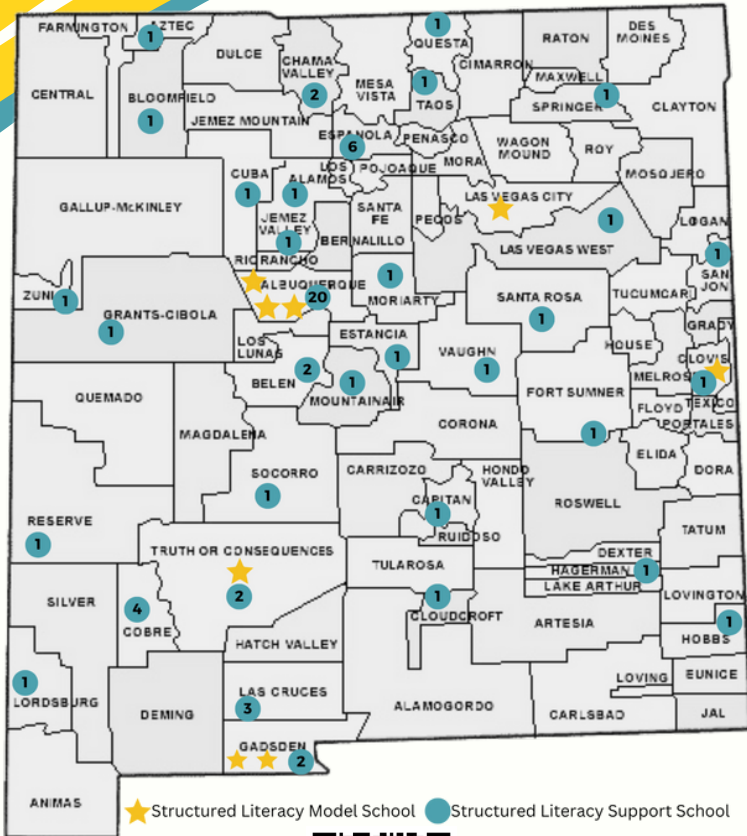 FARMINGTON
AZTEC
1
DULCE
CHAMA
VALLEY
2
1
QUESTA
CIMARRON
RATON
DES
MOINES
CENTRAL
BLOOMFIELD
1
MESA
VISTA
1
TAOS
MAXWELL
SPRINGER
1
CLAYTON
JEMEZ MOUNTAIN
ESPANOLA
6
PENASCO
WAGON
MOUND
ROY
MOSQUERO
CUBA
1
LOS
ALAMOS
1
POJOAQUE
MORA
GALLUP-McKINLEY
JEMEZ
VALLEY
1
SANTA
FE
PECOS
LAS VEGAS CITY
1
LAS VEGAS WEST
LOGAN
BERNALILLO
RIO RANCHO
ZUNI
1
GRANTS-CIBOLA
1
ALBUQUERQUE
20
1
MORIARTY
SANTA ROSA
1
TUCUMCARI
1
SAN
JON
GRADY
LOS
LUNAS
ESTANCIA
1
VAUGHN
1
HOUSE
CLOVIS
1
MELROSE
BELEN
2
1
MOUNTAINAIR
FORT SUMNER
1
FLOYD
TEXICO
PORTALES
QUEMADO
MAGDALENA
CORONA
ELIDA
DORA
SOCORRO
1
CARRIZOZO
HONDO
VALLEY
CAPITAN
1
RUIDOSO
ROSWELL
TATUM
RESERVE
1
TRUTH OR CONSEQUENCES
2
TULAROSA
DEXTER
HAGERMAN
1
LAKE ARTHUR
LOVINGTON
SILVER
4
COBRE
1
CLOUDCROFT
ARTESIA
1
HOBBS
HATCH VALLEY
1
LORDSBURG
DEMING
LAS CRUCES
3
ALAMOGORDO
LOVING
EUNICE
CARLSBAD
JAL
GADSDEN
2
ANIMAS
Structured Literacy Model School
Structured Literacy Support School